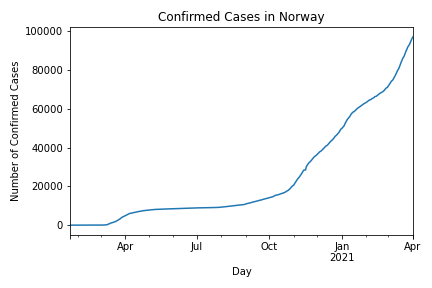 Confirmed Cases in Norway
100000
80000
60000
40000
20000
0
Number of Confirmed Cases
Apr
Jul
Oct
Jan
2021
Apr
Day